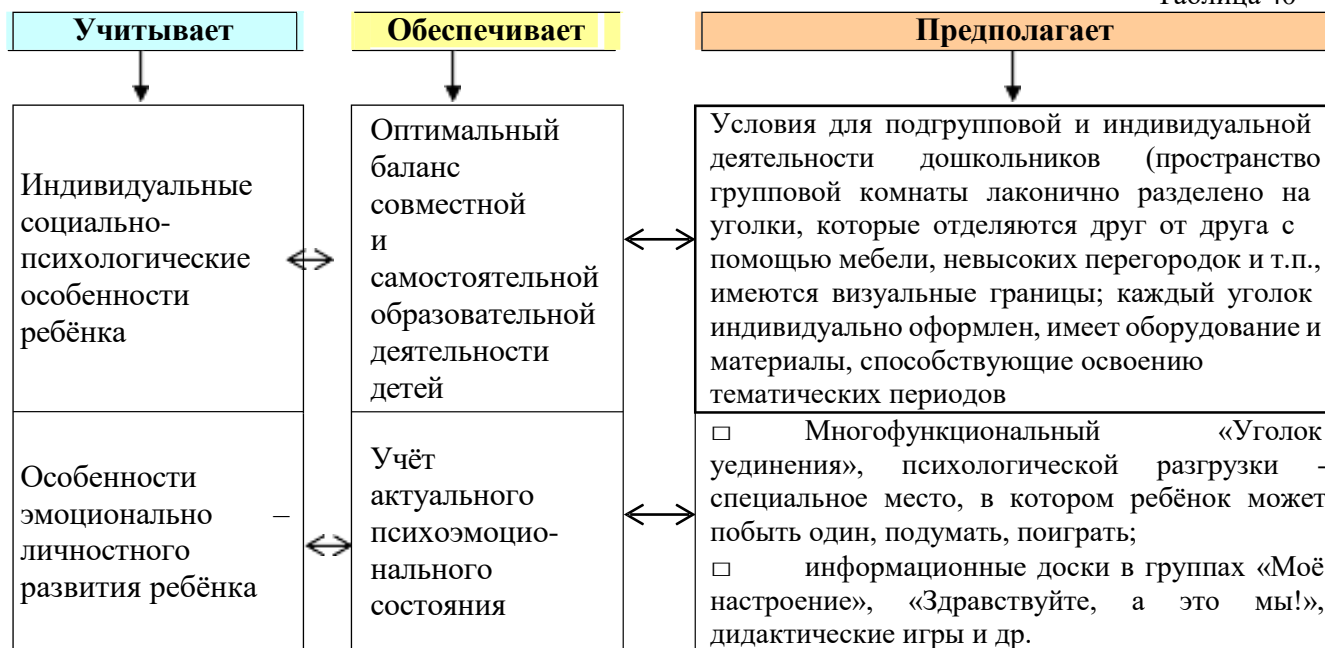 Учитывает
Обеспечивает
Предполагает
Индивидуальные
социально-
психологические
особенности
ребёнка
Оптимальный
баланс
совместной
и
самостоятельной
образовательной
деятельности
детей
Условия для подгрупповой и индивидуальной
деятельности дошкольников (пространство
групповой комнаты лаконично разделено на
уголки, которые отделяются друг от друга с
помощью мебели, невысоких перегородок и т.п.,
имеются визуальные границы; каждый уголок
индивидуально оформлен, имеет оборудование и
материалы, способствующие освоению
тематических периодов
Особенности
эмоционально –
личностного
развития ребёнка
Учёт
актуального
психоэмоцио-
нального
состояния
□ Многофункциональный «Уголок
уединения», психологической разгрузки -
специальное место, в котором ребёнок может
побыть один, подумать, поиграть;
□ информационные доски в группах «Моё
настроение», «Здравствуйте, а это мы!»,
дидактические игры и др.